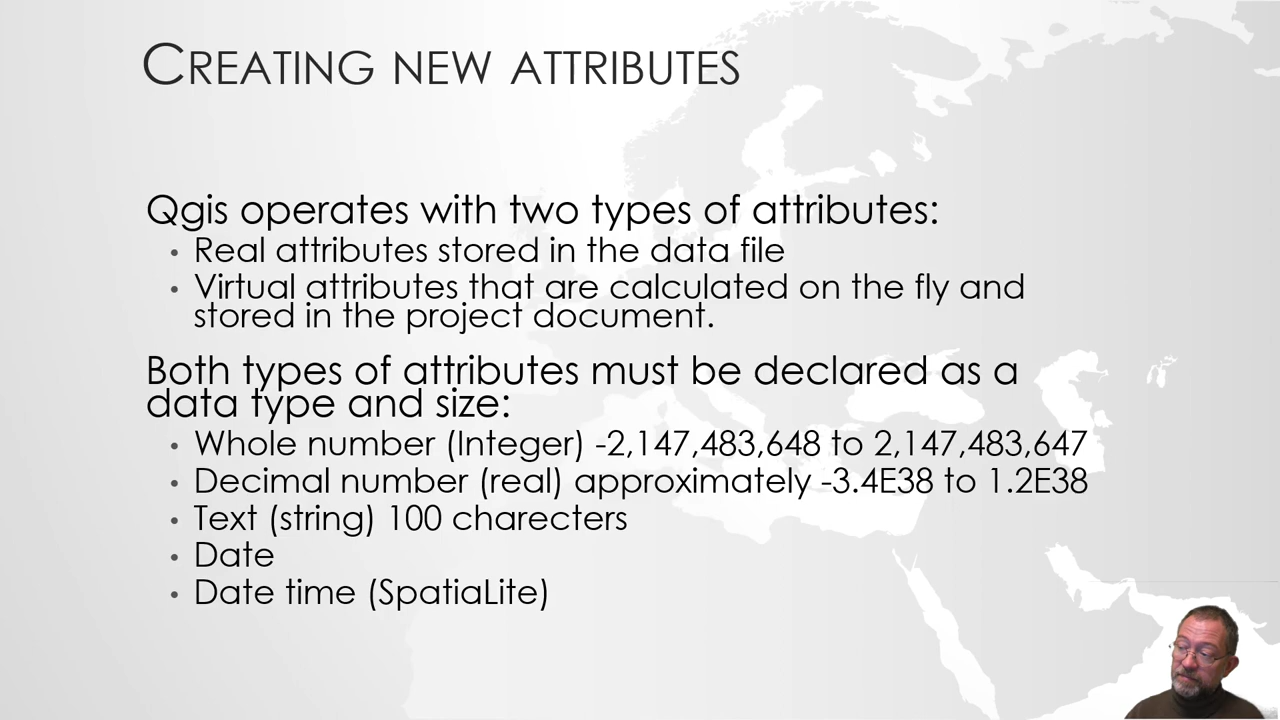 CREATING NEW ATTRIBUTES
Qgis operates with two types of attributes:
• Real attributes stored in the data file
• Virtual attributes that are calculated on the fly and
stored in the project document.
Both types of attributes must be declared as a
data type and size:
• Whole number (Integer) -2,147,483,648 to 2,147,483,647
• Decimal number (real) approximately -3.4E38 to 1.2E38
• Text (string) 100 charecters
• Date
• Date time (SpatiaLite)